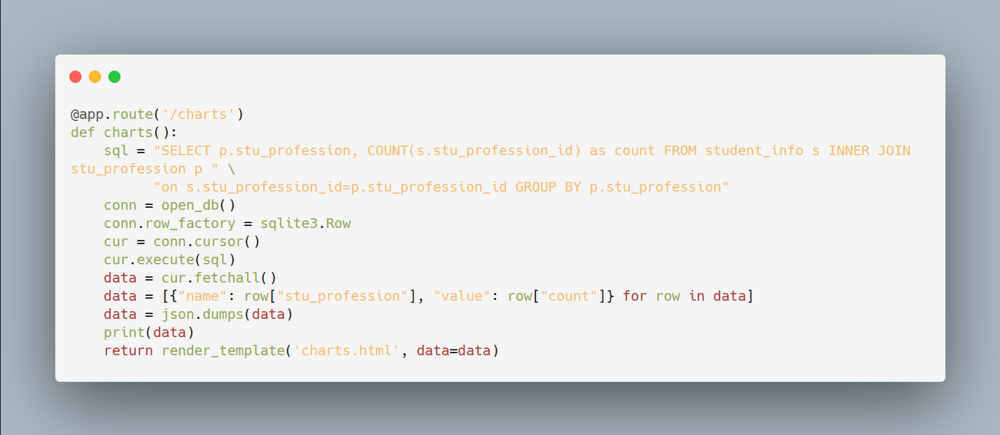 @app.route('/charts')
def charts():
    sql = "SELECT p.stu_profession, COUNT(s.stu_profession_id) as count FROM student_info s INNER JOIN
stu_profession p " \
          "on s.stu_profession_id=p.stu_profession_id GROUP BY p.stu_profession"
    conn = open_db()
    conn.row_factory = sqlite3.Row
    cur = conn.cursor()
    cur.execute(sql)
    data = cur.fetchall()
    data = [{"name": row["stu_profession"], "value": row["count"]} for row in data]
    data = json.dumps(data)
    print(data)
    return render_template('charts.html', data=data)